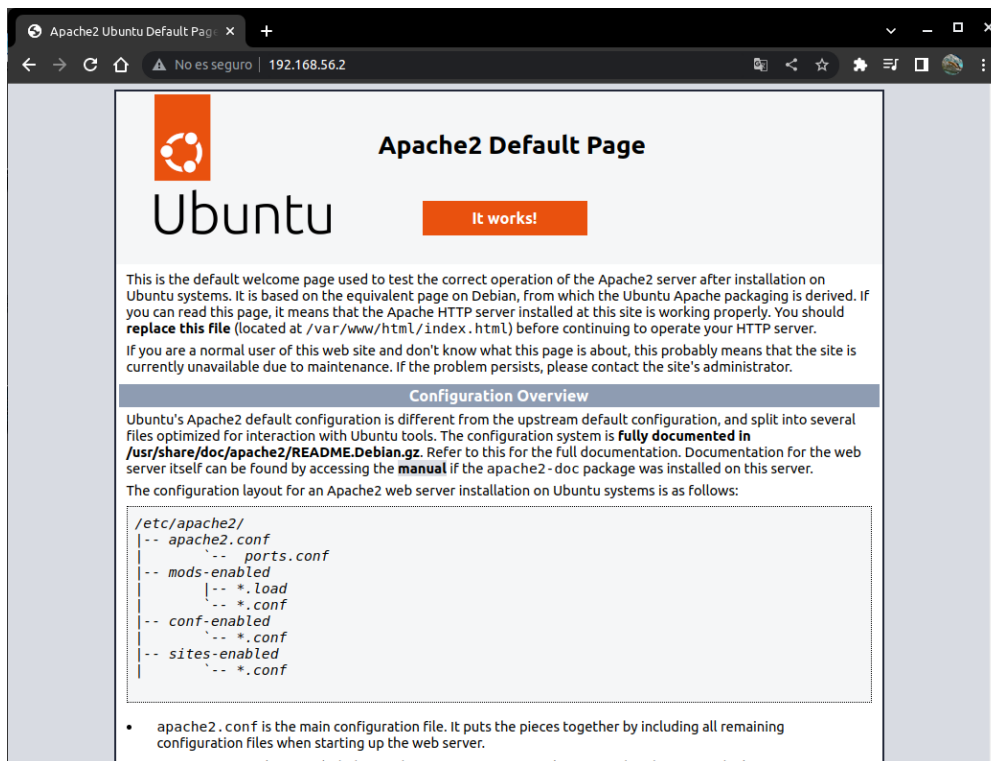 Apache2 Ubuntu Default Page
No es seguro | 192.168.56.2
Apache2 Default Page
Ubuntu
It works!
This is the default welcome page used to test the correct operation of the Apache2 server after installation on
Ubuntu systems. It is based on the equivalent page on Debian, from which the Ubuntu Apache packaging is derived. If
you can read this page, it means that the Apache HTTP server installed at this site is working properly. You should
replace this file (located at /var/www/html/index.html) before continuing to operate your HTTP server.
If you are a normal user of this web site and don't know what this page is about, this probably means that the site is
currently unavailable due to maintenance. If the problem persists, please contact the site's administrator.
Configuration Overview
Ubuntu's Apache2 default configuration is different from the upstream default configuration, and split into several
files optimized for interaction with Ubuntu tools. The configuration system is fully documented in
/usr/share/doc/apache2/README.Debian.gz. Refer to this for the full documentation. Documentation for the web
server itself can be found by accessing the manual if the apache2-doc package was installed on this server.
The configuration layout for an Apache2 web server installation on Ubuntu systems is as follows:
/etc/apache2/
|-- apache2.conf
|       `--  ports.conf
|-- mods-enabled
|       |-- *.load
|       `-- *.conf
|-- conf-enabled
|       `-- *.conf
|-- sites-enabled
|       `-- *.conf
• apache2.conf is the main configuration file. It puts the pieces together by including all remaining
configuration files when starting up the web server.